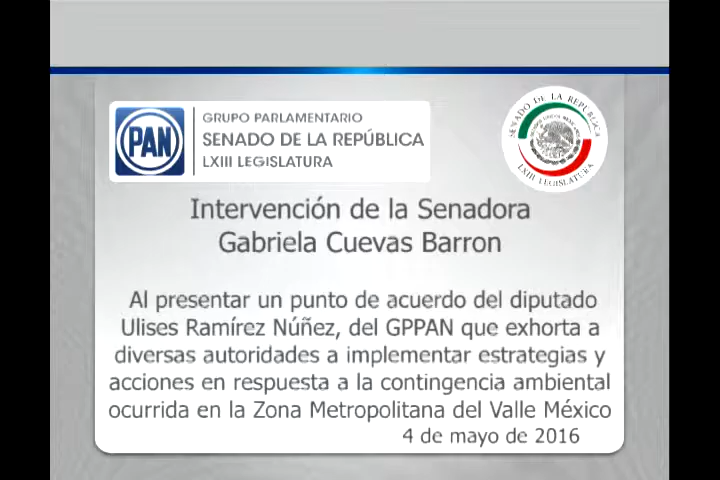 PAN
GRUPO PARLAMENTARIO
SENADO DE LA REPÚBLICA
LXIII LEGISLATURA
SENADO DE LA REPÚBLICA
LXIII LEGISLATURA
Intervención de la Senadora
Gabriela Cuevas Barron
Al presentar un punto de acuerdo del diputado
Ulises Ramírez Núñez, del GPPAN que exhorta a
diversas autoridades a implementar estrategias y
acciones en respuesta a la contingencia ambiental
ocurrida en la Zona Metropolitana del Valle México
4 de mayo de 2016